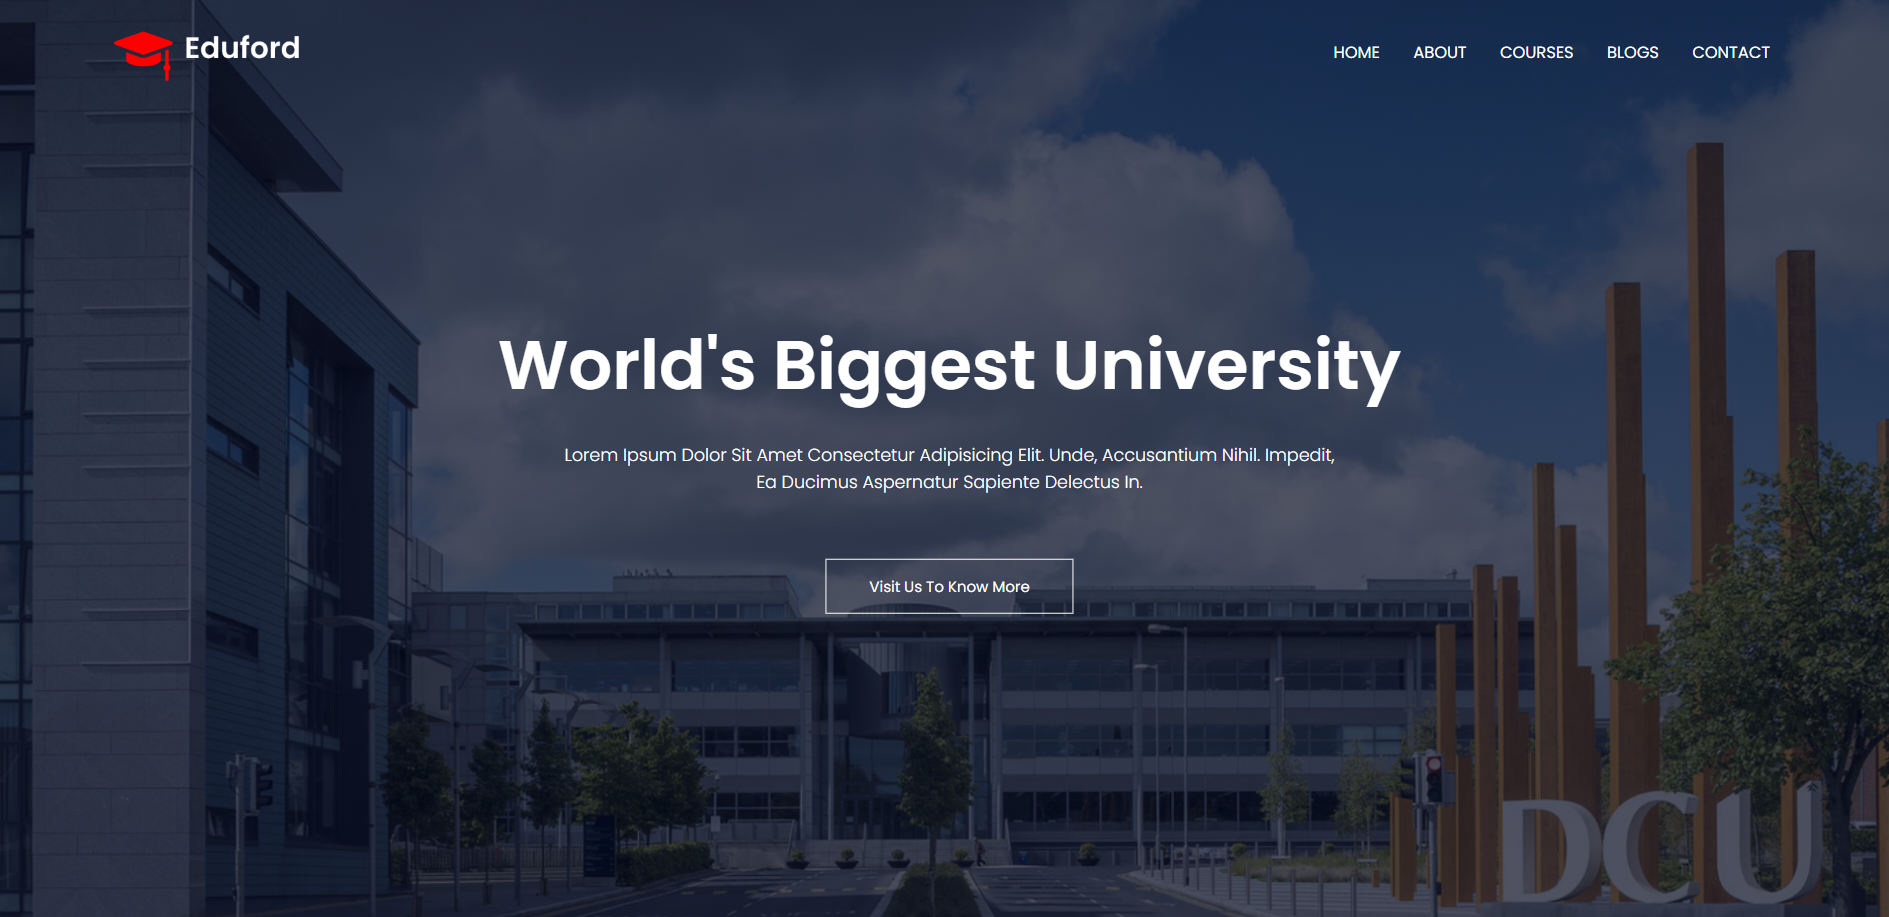 Eduford
HOME ABOUT COURSES BLOGS CONTACT
World's Biggest University
Lorem Ipsum Dolor Sit Amet Consectetur Adipisicing Elit. Unde, Accusantium Nihil. Impedit,
Ea Ducimus Aspernatur Sapiente Delectus In.
Visit Us To Know More
DCU